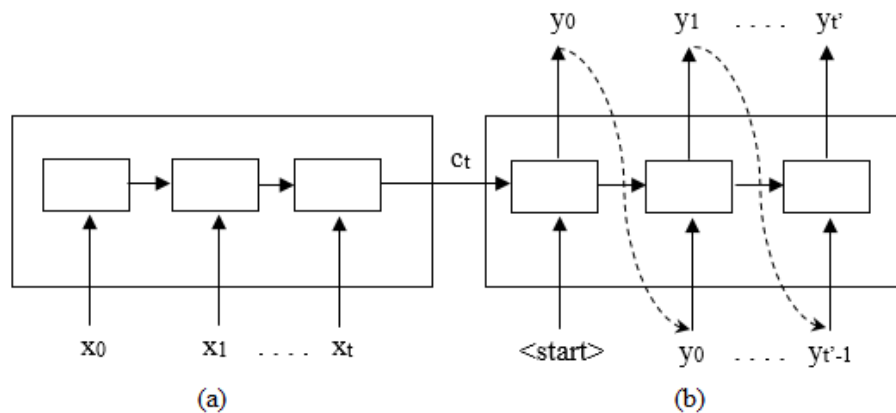 y0 y1 . . . . yt’
ct
x0 x1 . . . . xt <start> y0 . . . . yt’-1
(a) (b)